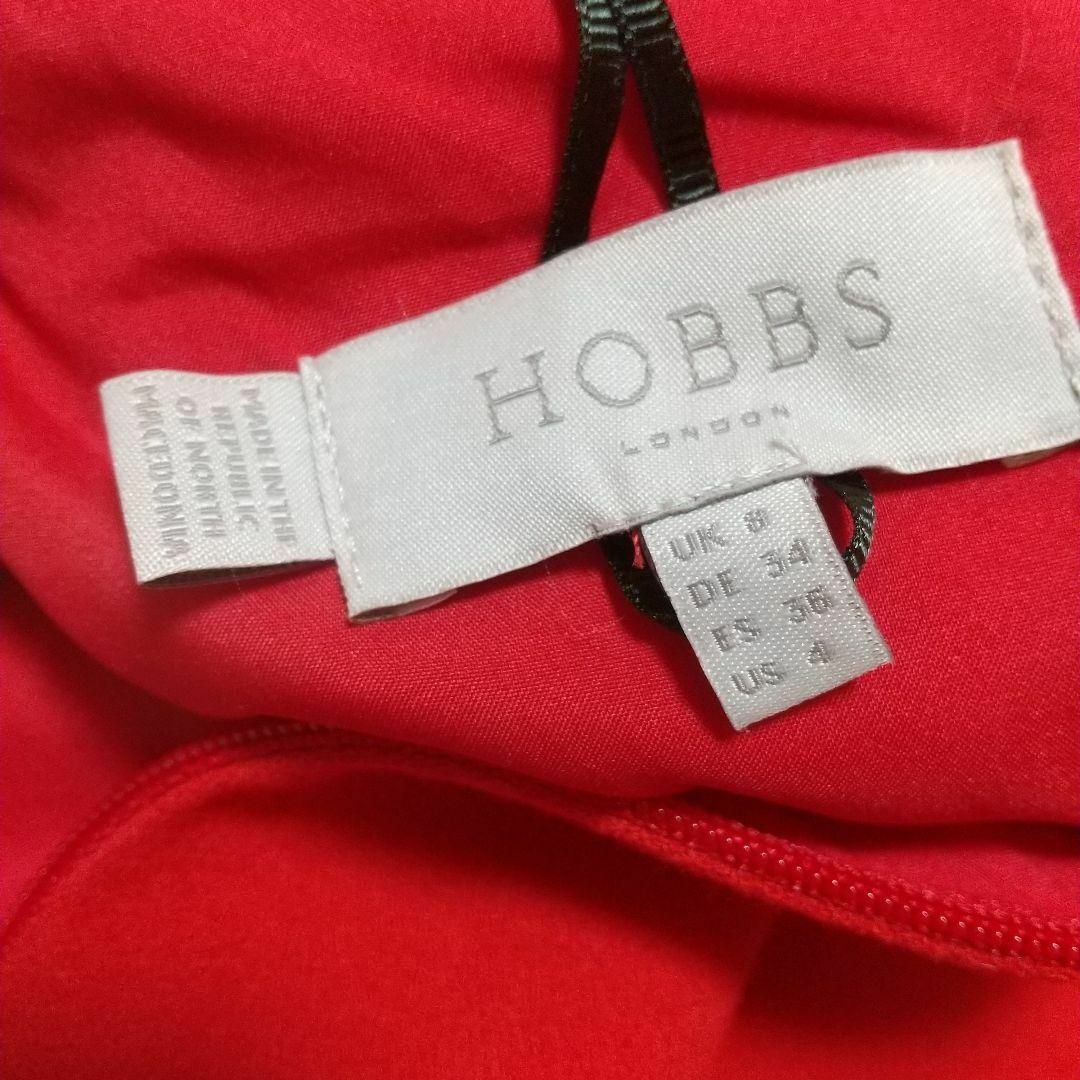 HOBBS
LONDON
MADE IN THE
REPUBLIC
OF NORTH
MACEDONIA
UK 8
DE 34
ES 36
US 4